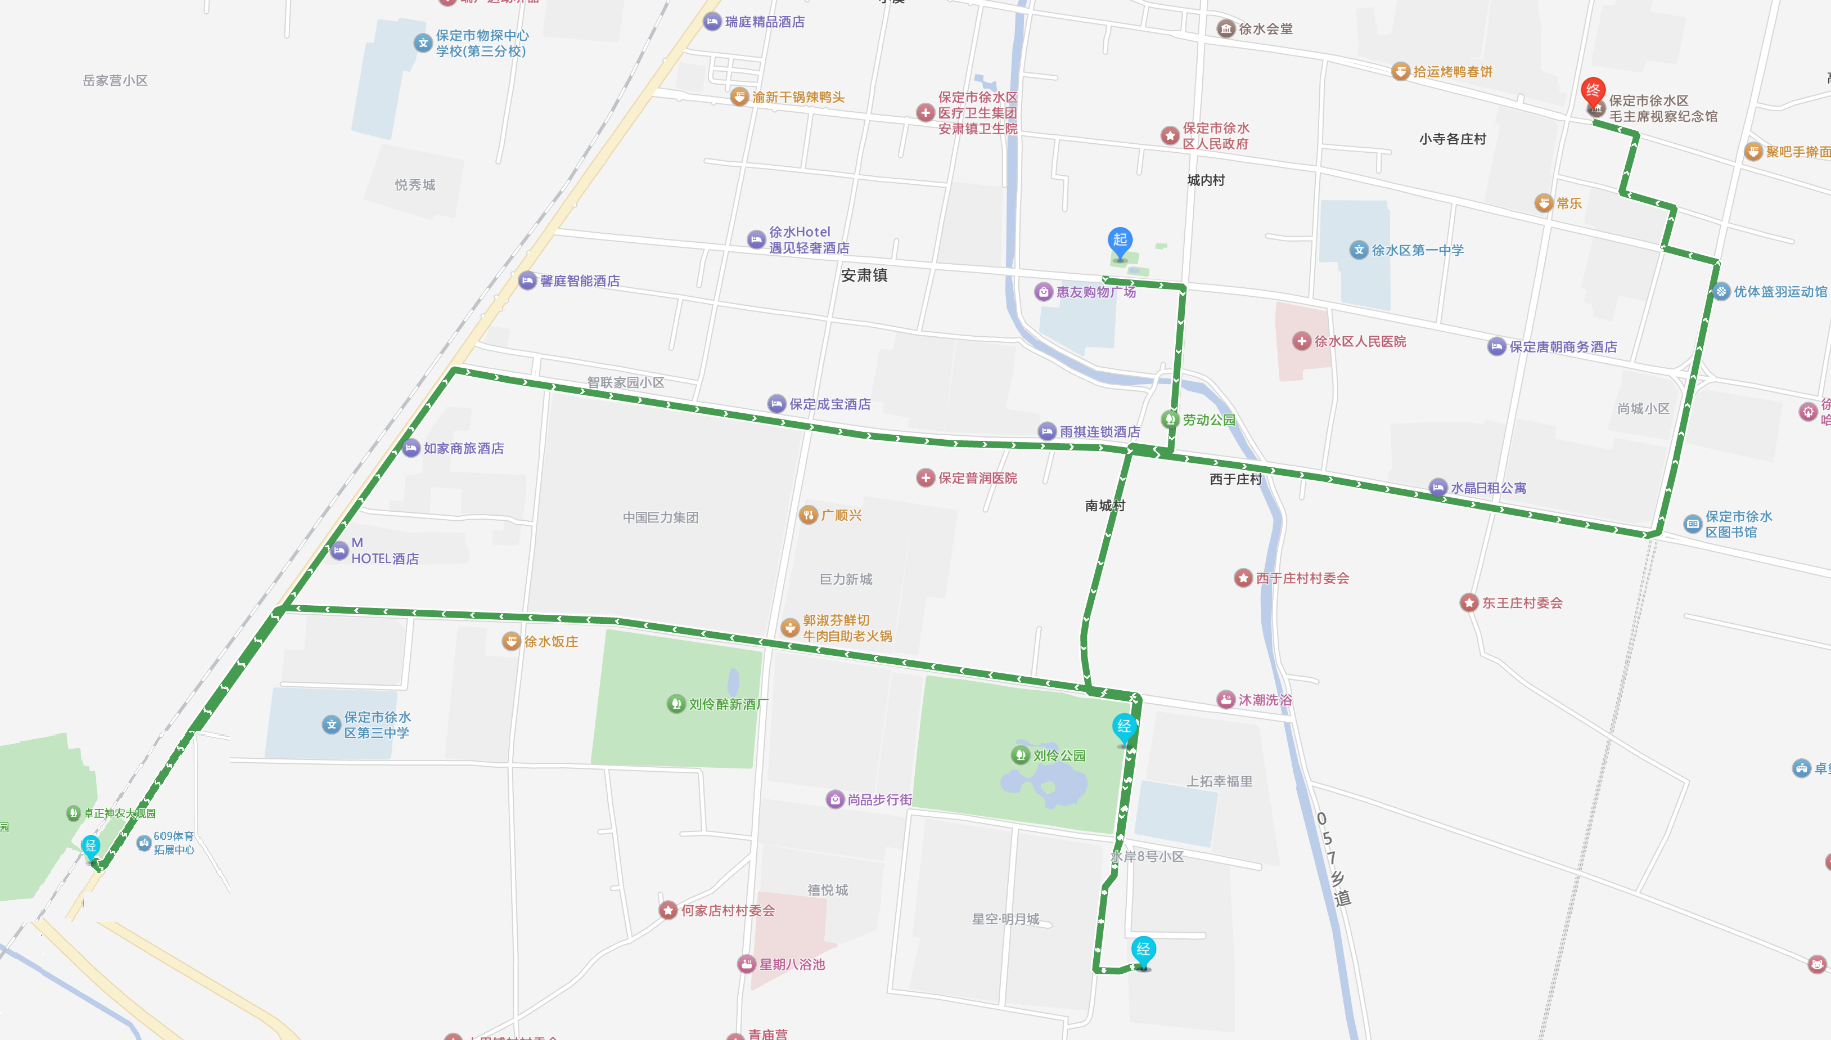 瑞庭精品酒店
徐水会堂
保定市物探中心
学校(第三分校)
岳家营小区
拾运烤鸭春饼
渝新干锅辣鸭头
保定市徐水区
医疗卫生集团
安肃镇卫生院
终
保定市徐水区
毛主席视察纪念馆
保定市徐水
区人民政府
小寺各庄村
聚吧手擀面
悦秀城
城内村
常乐
徐水Hotel
遇见轻奢酒店
起
徐水区第一中学
安肃镇
馨庭智能酒店
惠友购物广场
优体篮羽运动馆
徐水区人民医院
保定唐朝商务酒店
智联家园小区
保定成宝酒店
尚城小区
徐
哈
劳动公园
雨祺连锁酒店
如家商旅酒店
保定普润医院
西于庄村
水晶日租公寓
南城村
中国巨力集团
广顺兴
保定市徐水
区图书馆
M
HOTEL酒店
巨力新城
西于庄村村委会
东王庄村委会
郭淑芬鲜切
牛肉自助老火锅
徐水饭庄
刘伶醉新酒厂
沐潮洗浴
保定市徐水
区第三中学
经
刘伶公园
上拓幸福里
尚品步行街
卓正神农大观园
园
609体育
拓展中心
经
057乡道
水岸8号小区
禧悦城
何家店村村委会
星空·明月城
经
星期八浴池
青庙营